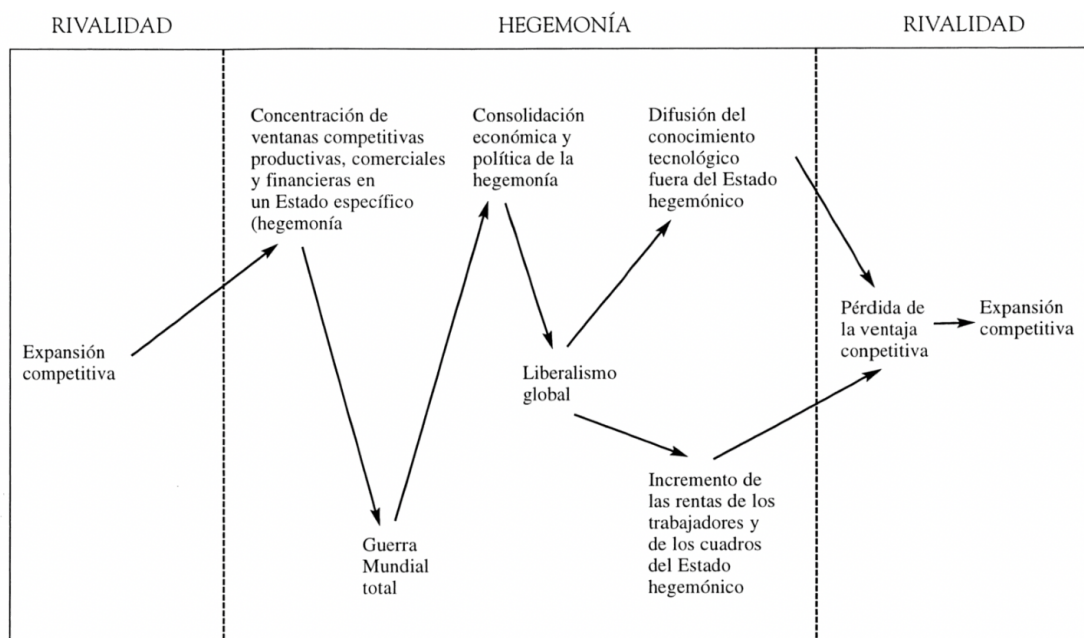 RIVALIDAD
HEGEMONÍA
RIVALIDAD
Expansión
competitiva
Concentración de
ventanas competitivas
productivas, comerciales
y financieras en
un Estado específico
(hegemonía
Guerra
Mundial
total
Consolidación
económica y
política de la
hegemonía
Liberalismo
global
Difusión del
conocimiento
tecnológico
fuera del Estado
hegemónico
Incremento de
las rentas de los
trabajadores y
de los cuadros
del Estado
hegemónico
Pérdida de
la ventaja
conpetitiva
Expansión
competitiva